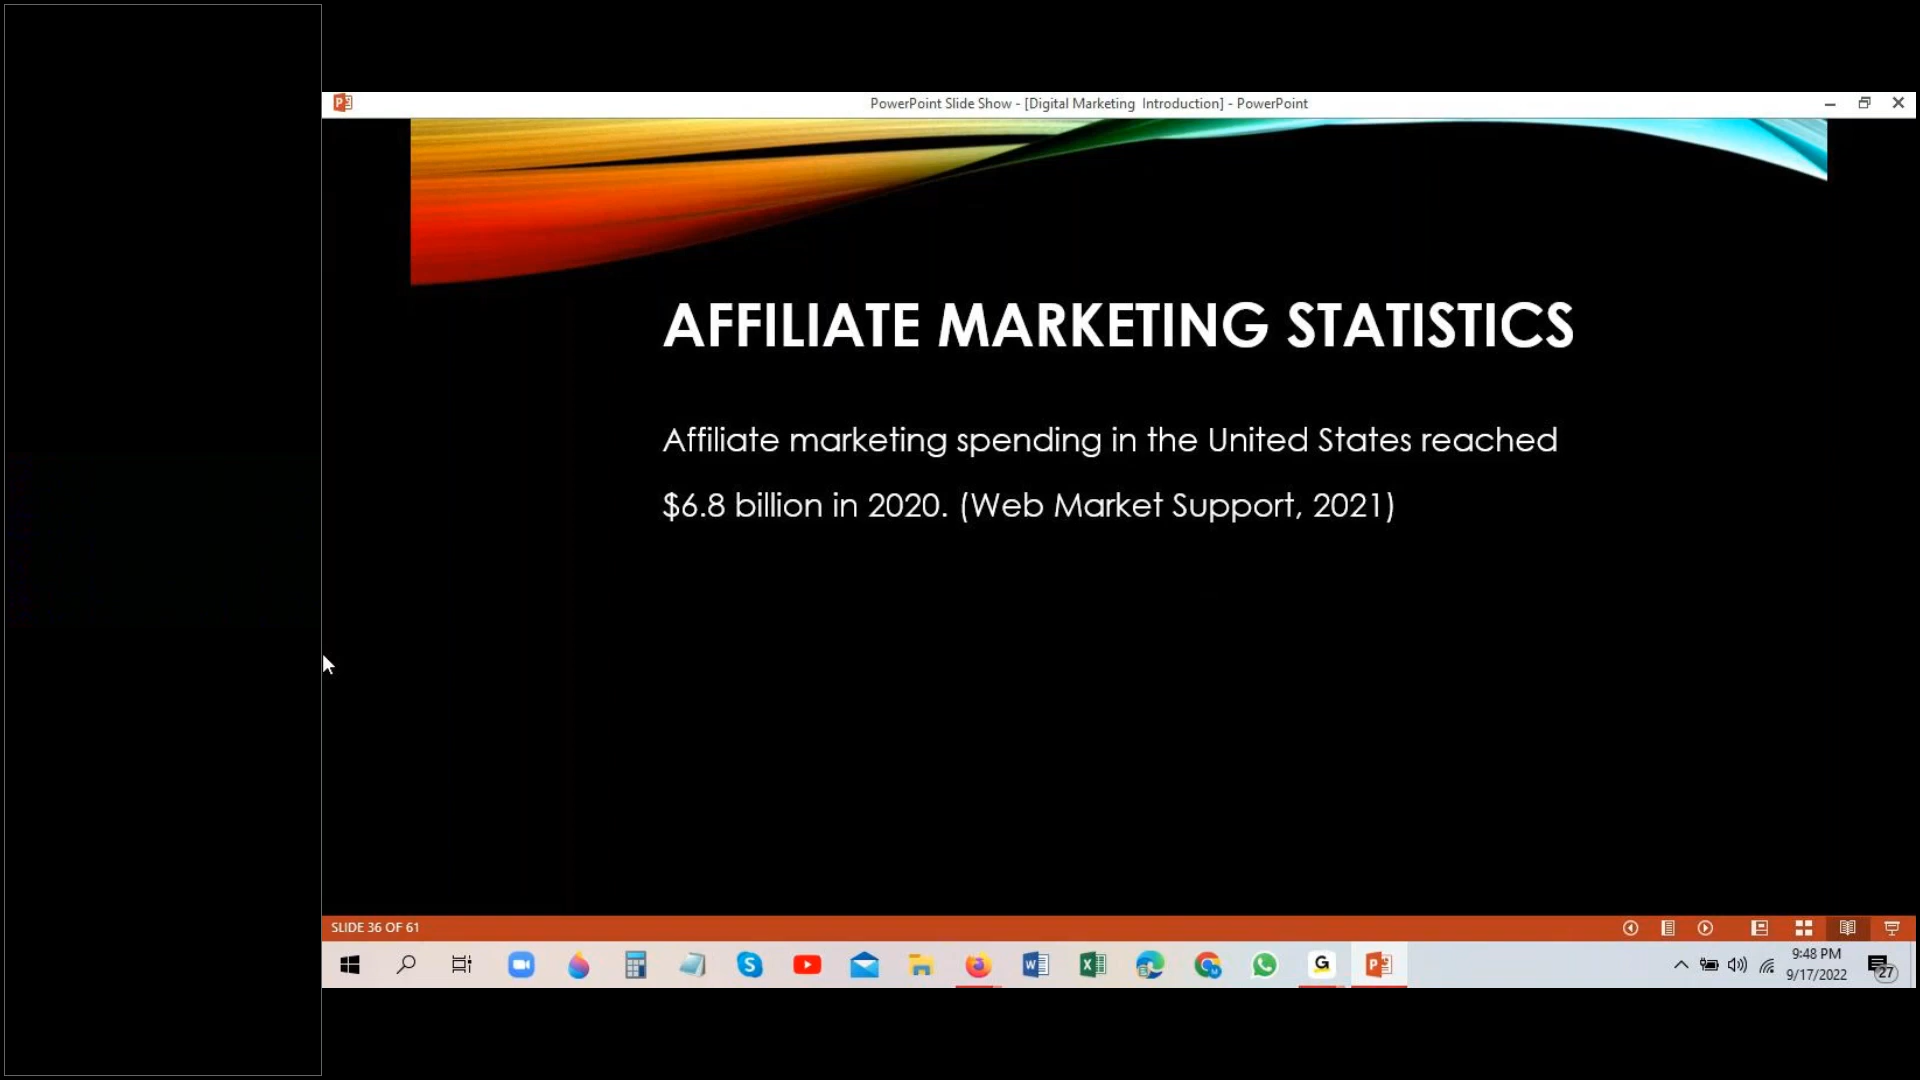 PowerPoint Slide Show - [Digital Marketing  Introduction] - PowerPoint
AFFILIATE MARKETING STATISTICS
Affiliate marketing spending in the United States reached
$6.8 billion in 2020. (Web Market Support, 2021)
SLIDE 36 OF 61
9:48 PM
9/17/2022
27